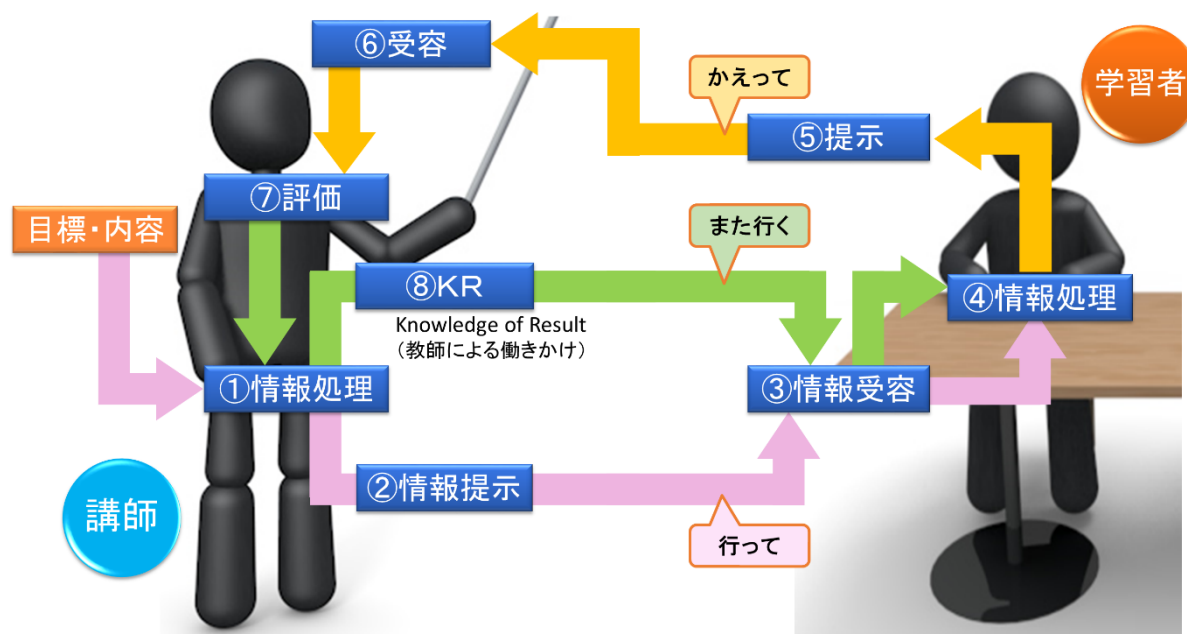 ⑥受容
かえって
学習者
⑤提示
⑦評価
目標・内容
また行く
⑧KR
④情報処理
Knowledge of Result
（教師による働きかけ）
①情報処理
③情報受容
②情報提示
講師
行って